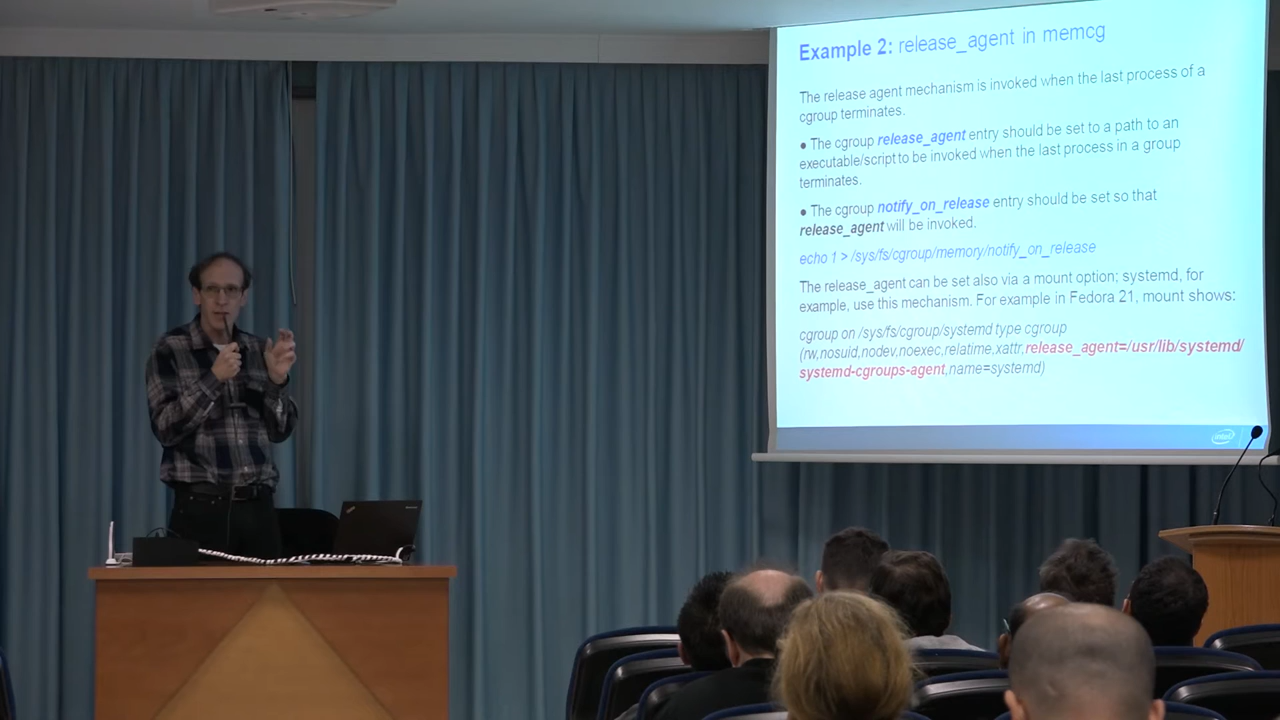 Example 2: release_agent in memcg
The release agent mechanism is invoked when the last process of a
cgroup terminates.
● The cgroup release_agent entry should be set to a path to an
executable/script to be invoked when the last process in a group
terminates.
● The cgroup notify_on_release entry should be set so that
release_agent will be invoked.
echo 1 > /sys/fs/cgroup/memory/notify_on_release
The release_agent can be set also via a mount option; systemd, for
example, use this mechanism. For example in Fedora 21, mount shows:
cgroup on /sys/fs/cgroup/systemd type cgroup
(rw,nosuid,nodev,noexec,relatime,xattr,release_agent=/usr/lib/systemd/
systemd-cgroups-agent,name=systemd)
intel